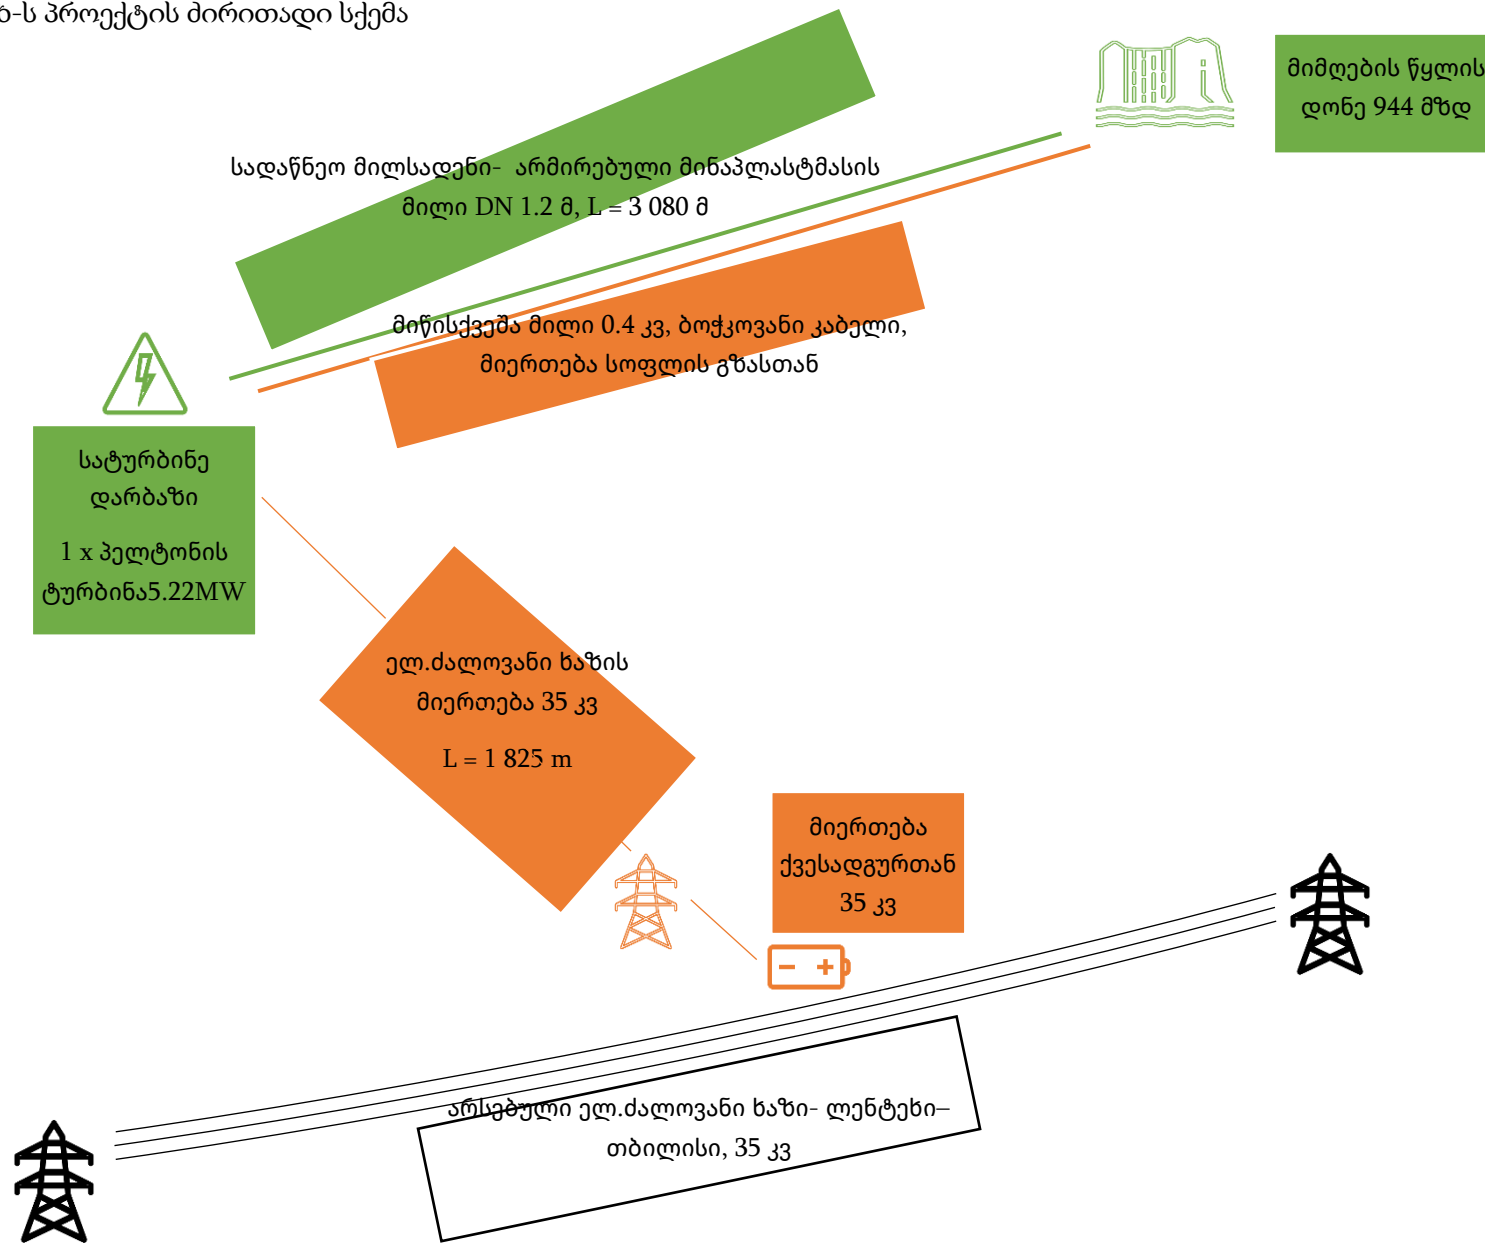 პროექტის ძირითადი სქემა
მიმღების წყლის
დონე 944 მზდ
სადაწნეო მილსადენი- არმირებული მინაპლასტმასის
მილი DN 1.2 მ, L = 3 080 მ
მიწისქვეშა მილი 0.4 კვ, ბოჭკოვანი კაბელი,
მიერთება სოფლის გზასთან
სატურბინე
დარბაზი
1 x პელტონის
ტურბინა5.22MW
ელ.ძალოვანი ხაზის
მიერთება 35 კვ
L = 1 825 m
მიერთება
ქვესადგურთან
35 კვ
არსებული ელ.ძალოვანი ხაზი- ლენტეხი–
თბილისი, 35 კვ